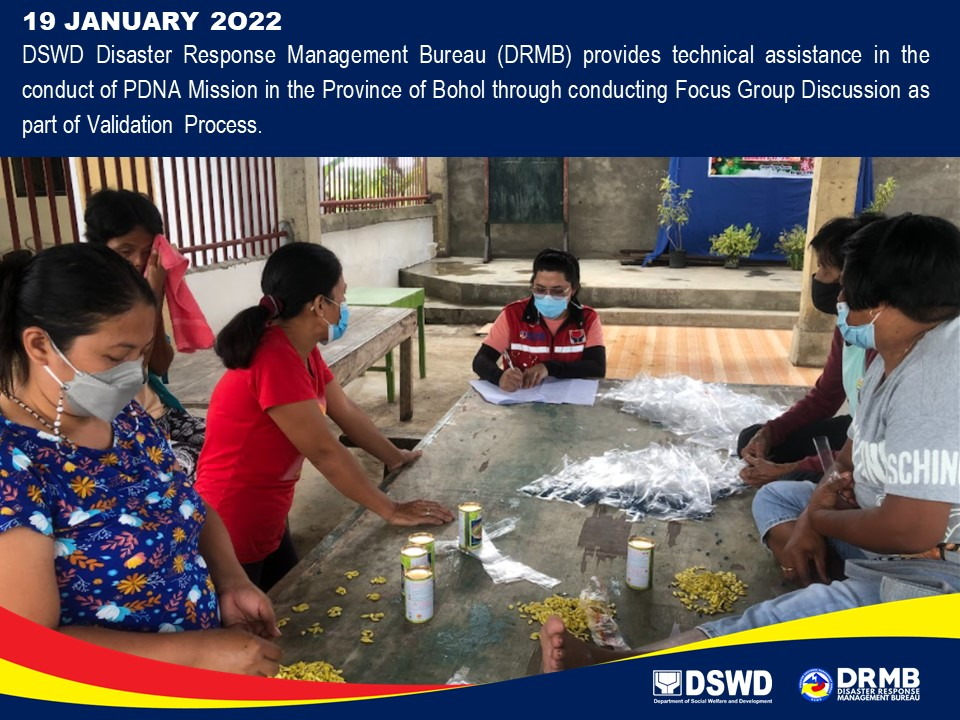 19 JANUARY 2O22
DSWD Disaster Response Management Bureau (DRMB) provides technical assistance in the
conduct of PDNA Mission in the Province of Bohol through conducting Focus Group Discussion as
part of Validation Process.
SCHING
DSWD
Department of Social Welfare and Development
DRMB
DISASTER RESPONSE
MANAGEMENT BUREAU